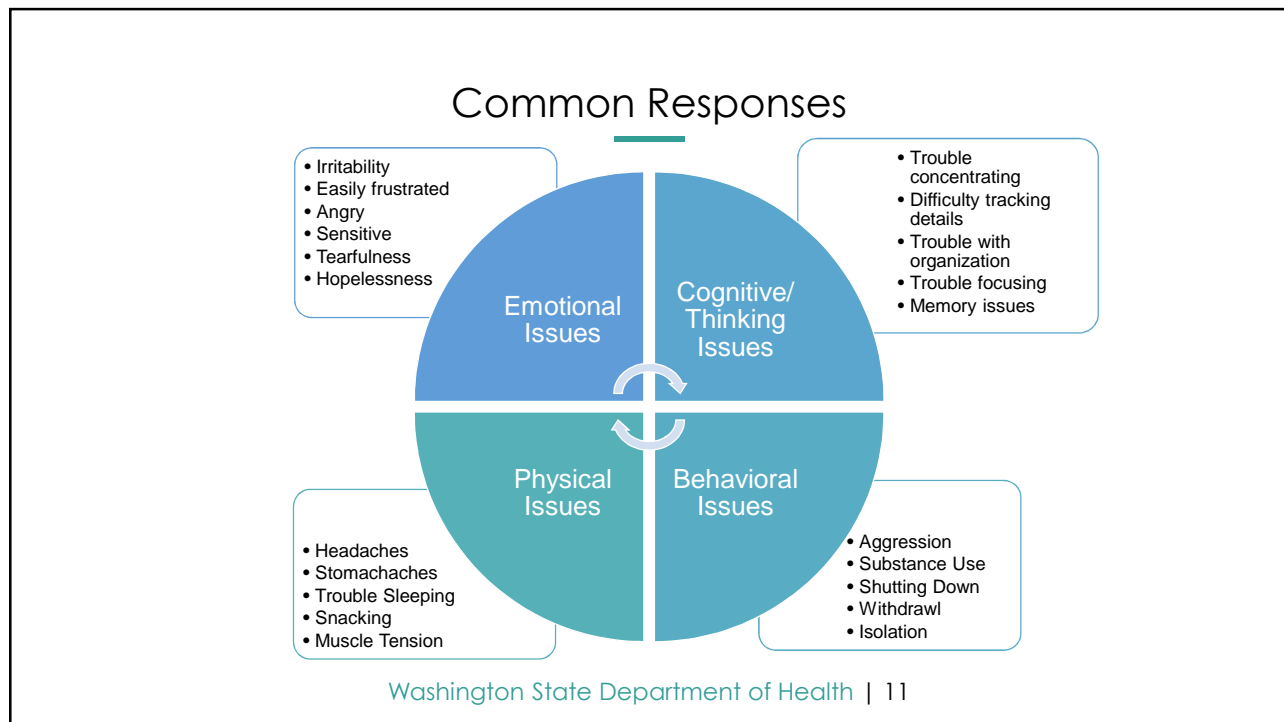 Common Responses
• Irritability
• Easily frustrated
• Angry
• Sensitive
• Tearfulness
• Hopelessness
Emotional
Issues
• Trouble
concentrating
• Difficulty tracking
details
• Trouble with
organization
• Trouble focusing
• Memory issues
Cognitive/
Thinking
Issues
Physical
Issues
• Headaches
• Stomachaches
• Trouble Sleeping
• Snacking
• Muscle Tension
Behavioral
Issues
• Aggression
• Substance Use
• Shutting Down
• Withdrawl
• Isolation
Washington State Department of Health | 11